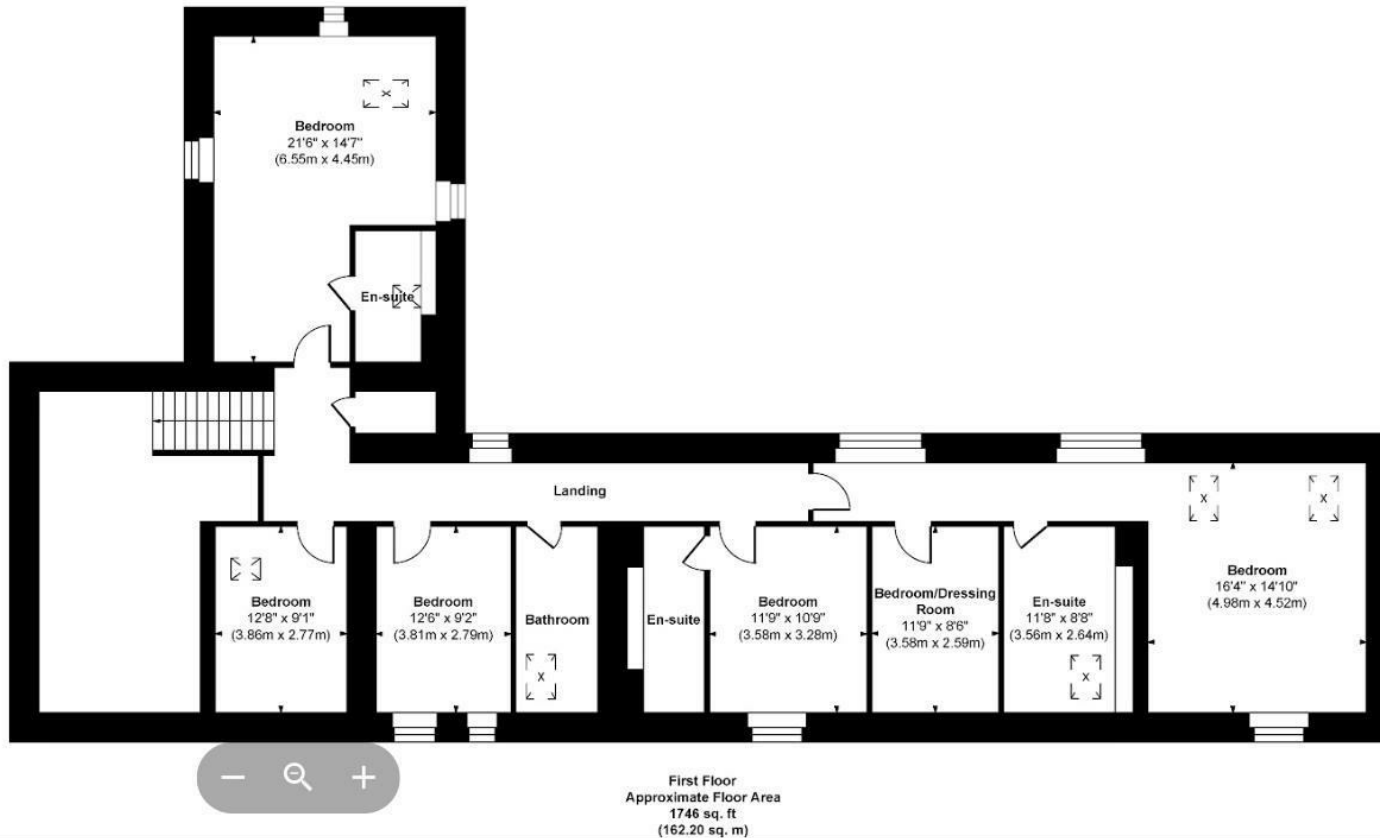 Bedroom
21'6" x 14'7"
(6.55m x 4.45m)
En-suite
Landing
Bedroom
12'8" x 9'1"
(3.86m x 2.77m)
Bedroom
12'6" x 9'2"
(3.81m x 2.79m)
Bathroom
En-suite
Bedroom
11'9" x 10'9"
(3.58m x 3.28m)
Bedroom/Dressing
Room
11'9" x 8'6"
(3.58m x 2.59m)
En-suite
11'8" x 8'8"
(3.56m x 2.64m)
Bedroom
16'4" x 14'10"
(4.98m x 4.52m)
First Floor
Approximate Floor Area
1746 sq. ft
(162.20 sq. m)